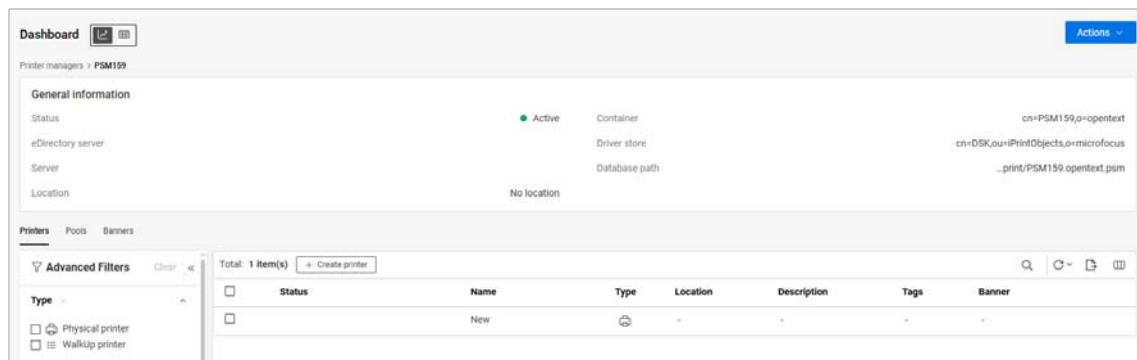 Dashboard
Actions
Printer managers > PSM159
General information
Status Active Container cn=PSM159,o=opentext
eDirectory server Driver store cn=DSK,ou=iPrintObjects,o=microfocus
Server Database path ...print/PSM159.opentext.psm
Location No location
Printers Pools Banners
Advanced Filters Clear « Total: 1 item(s) + Create printer
Status Name Type Location Description Tags Banner
Type
New - - - -
Physical printer
WalkUp printer